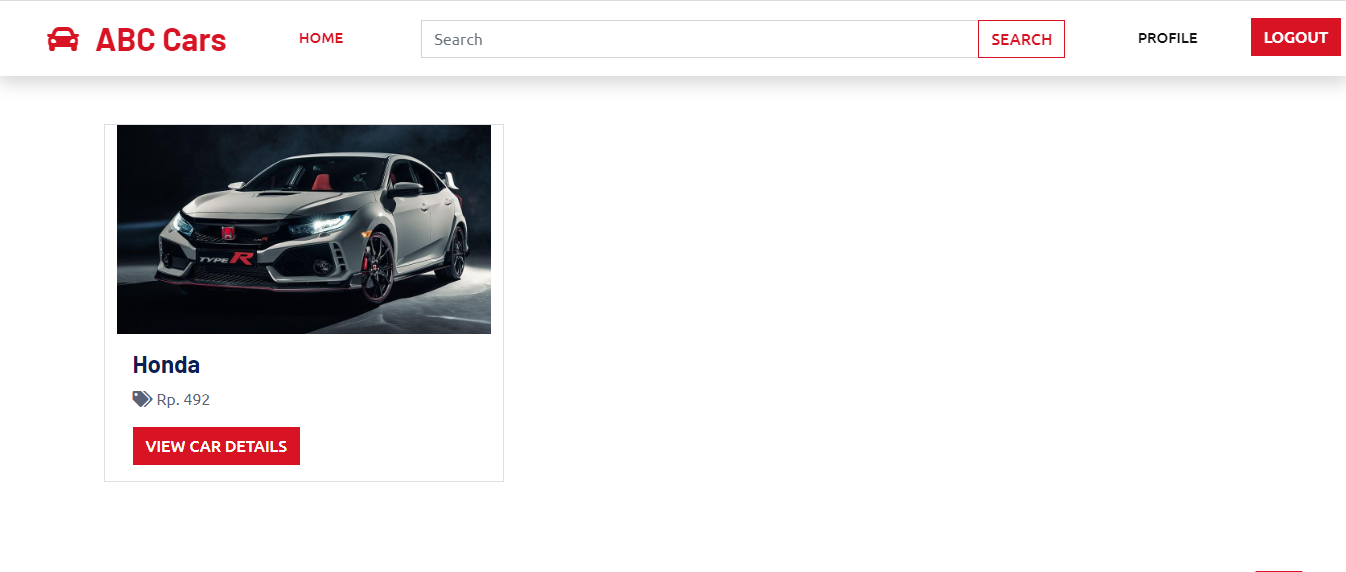 ABC Cars
HOME
Search
SEARCH
PROFILE
LOGOUT
TYPE R
Honda
Rp. 492
VIEW CAR DETAILS